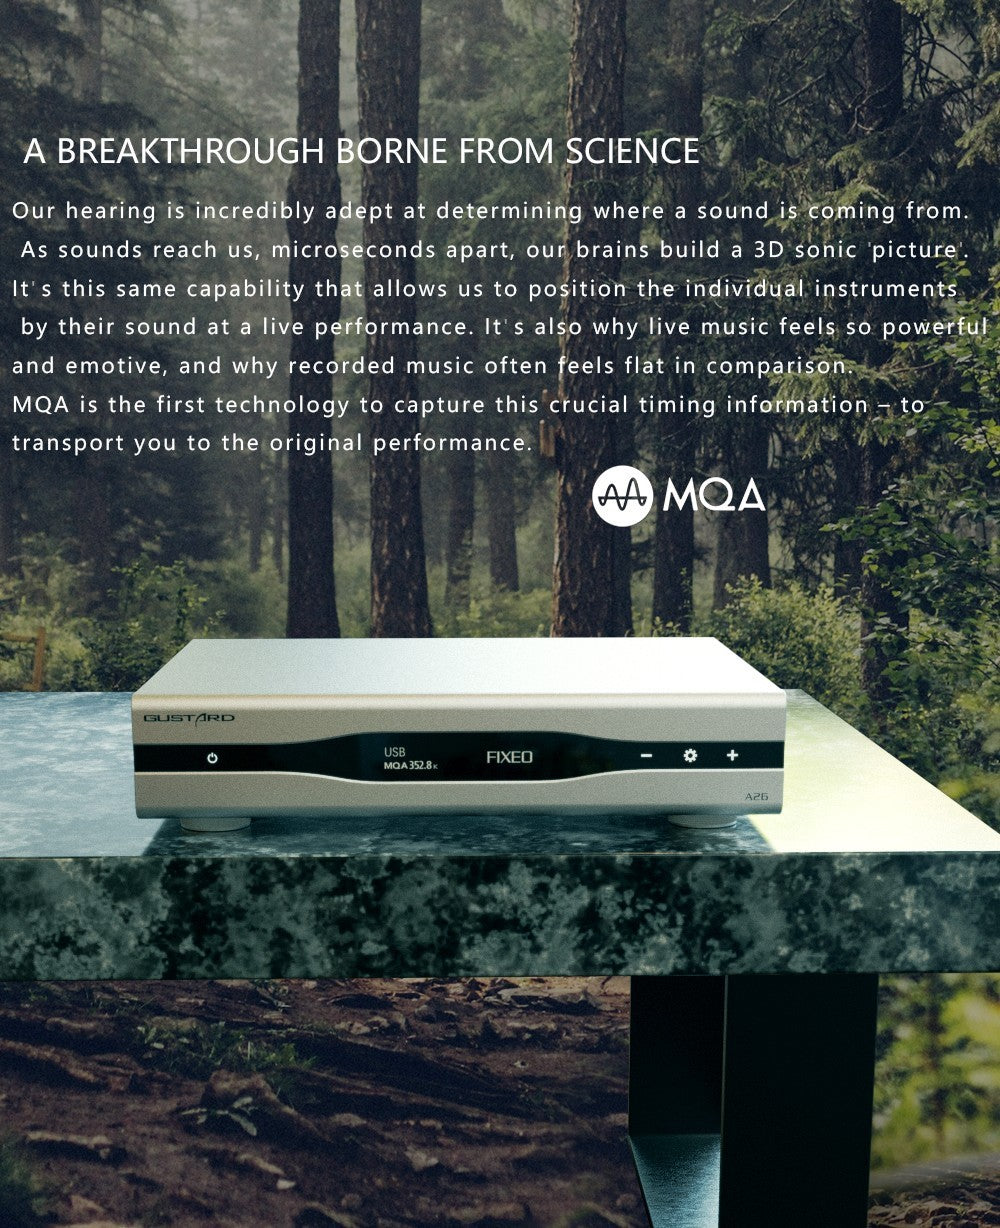 A BREAKTHROUGH BORNE FROM SCIENCE
Our hearing is incredibly adept at determining where a sound is coming from.
As sounds reach us, microseconds apart, our brains build a 3D sonic 'picture'.
It's this same capability that allows us to position the individual instruments
by their sound at a live performance. It's also why live music feels so powerful
and emotive, and why recorded music often feels flat in comparison.
MQA is the first technology to capture this crucial timing information – to
transport you to the original performance.
MQA
GUSTARD
USB
MQA 352.8 K
FIXED
A26